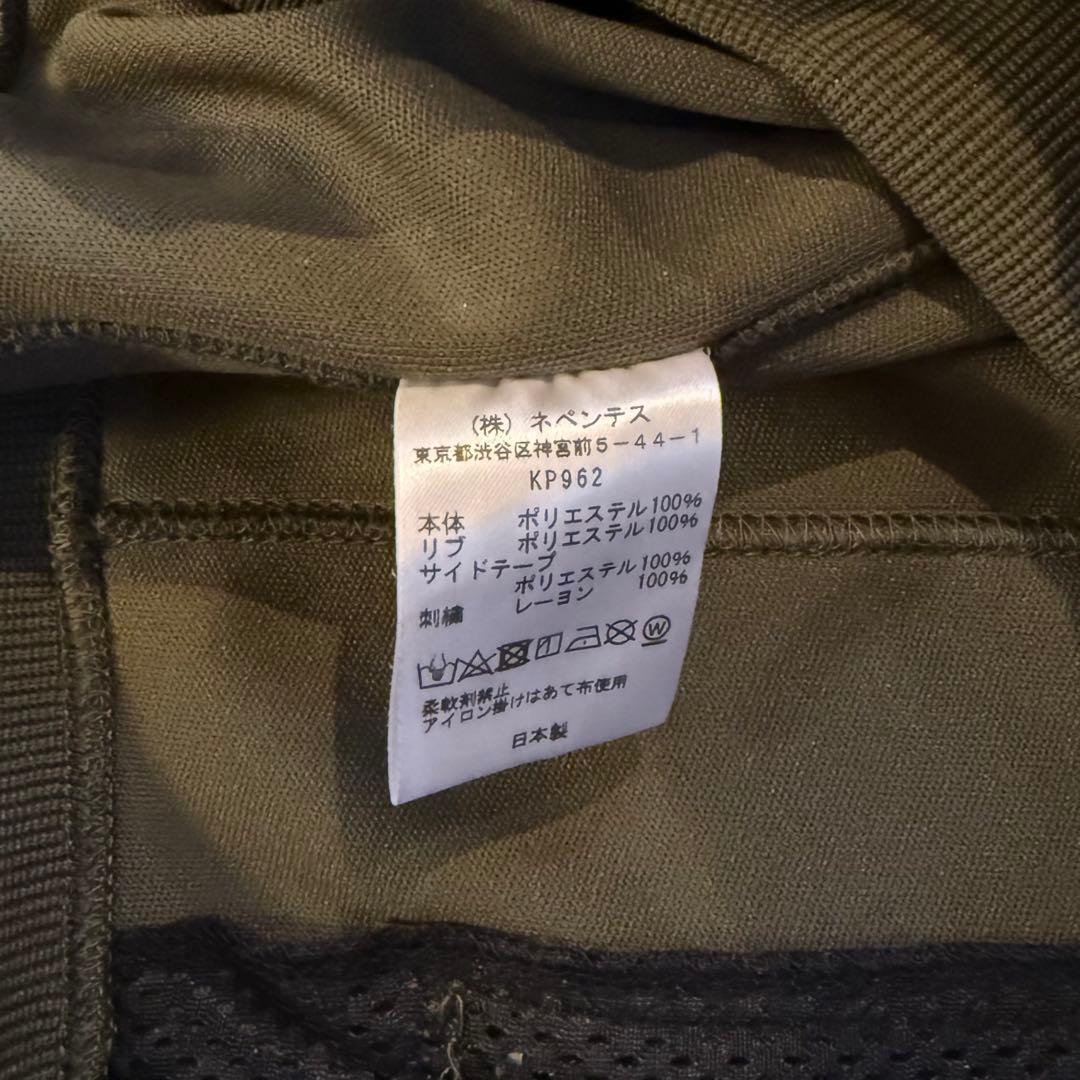 (株) ネペンテス
東京都渋谷区神宮前5-44-1
KP962
本体 ポリエステル100%
リブ ポリエステル100%
サイドテープ
ポリエステル100%
刺繍 レーヨン 100%
W
柔軟剤禁止
アイロン掛けはあて布使用
日本製